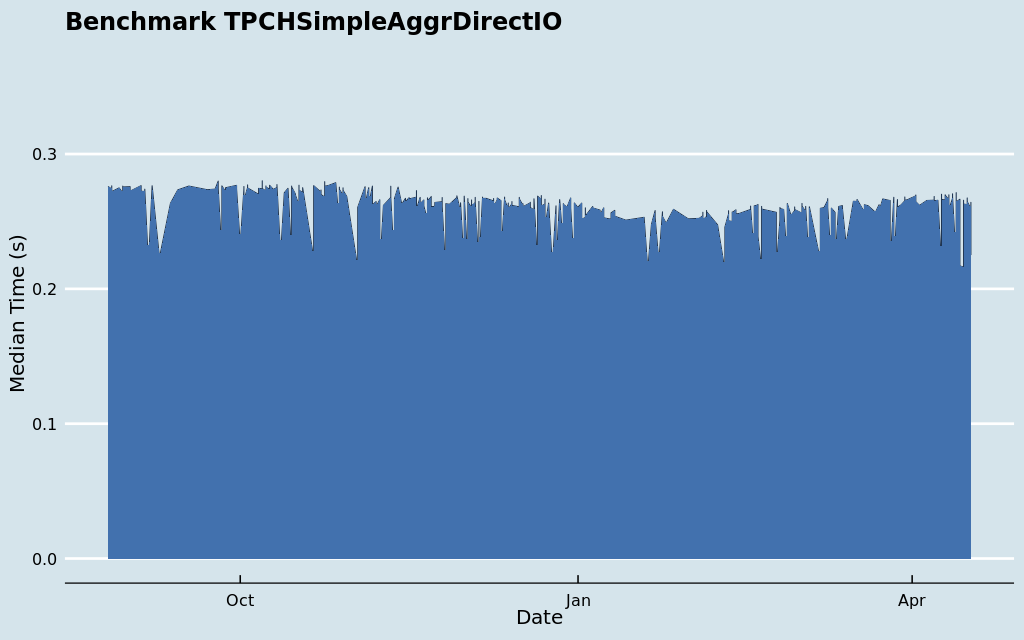 Benchmark TPCHSimpleAggrDirectIO
Median Time (s)
0.3
0.2
0.1
0.0
Oct
Jan
Apr
Date